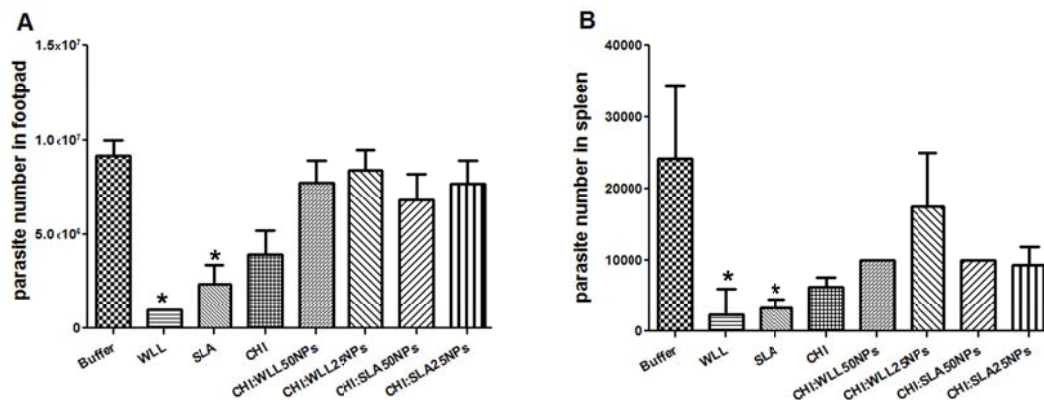 A
parasite number in footpad
1.5x10⁷
1.0x10⁷
5.0x10⁶
0
*
*
Buffer
WLL
SLA
CHI
CHI:WLL50NPs
CHI:WLL25NPs
CHI:SLA50NPs
CHI:SLA25NPs
B
parasite number in spleen
40000
30000
20000
10000
0
*
*
Buffer
WLL
SLA
CHI
CHI:WLL50NPs
CHI:WLL25NPs
CHI:SLA50NPs
CHI:SLA25NPs